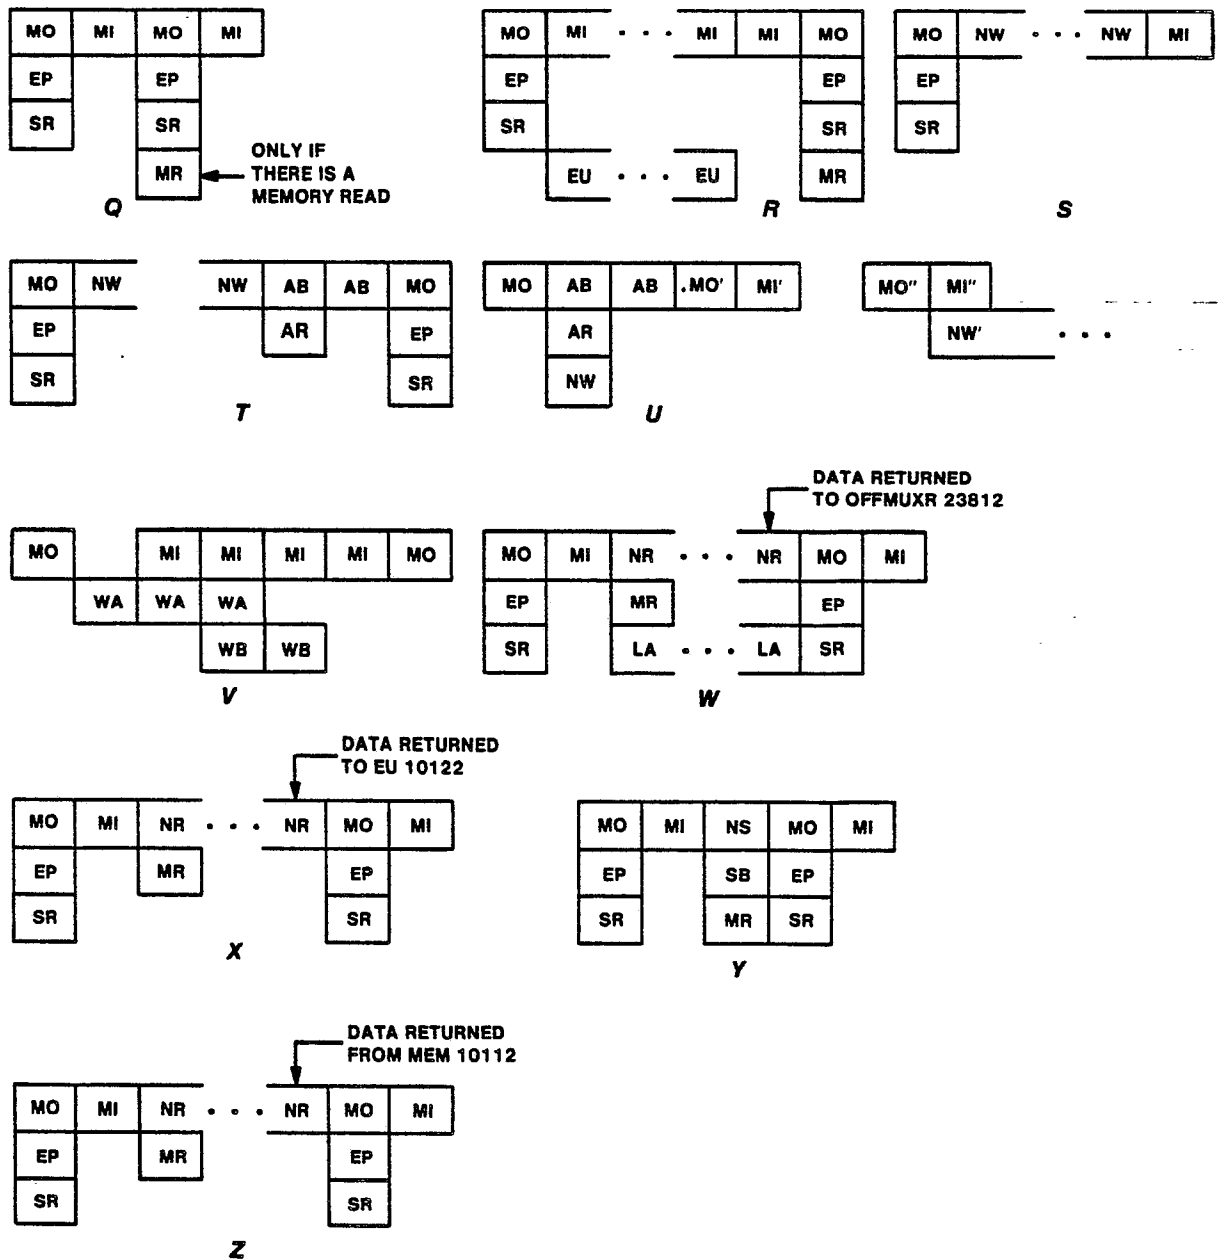 MO MI MO MI
EP EP
SR SR
MR
ONLY IF
THERE IS A
MEMORY READ
Q
MO MI • • • MI MI MO
EP EP
SR SR
EU • • • EU MR
R
MO NW • • • NW MI
EP
SR
S
MO NW NW AB AB MO
EP AR EP
SR SR
T
MO AB AB .MO' MI'
AR
NW
U
MO" MI"
NW' • • •
DATA RETURNED
TO OFFMUXR 23812
MO MI MI MI MI MO
WA WA WA
WB WB
V
MO MI NR • • • NR MO MI
EP MR EP
SR LA • • • LA SR
W
DATA RETURNED
TO EU 10122
MO MI NR • • • NR MO MI
EP MR EP
SR SR
X
MO MI NS MO MI
EP SB EP
SR MR SR
Y
DATA RETURNED
FROM MEM 10112
MO MI NR • • • NR MO MI
EP MR EP
SR SR
Z